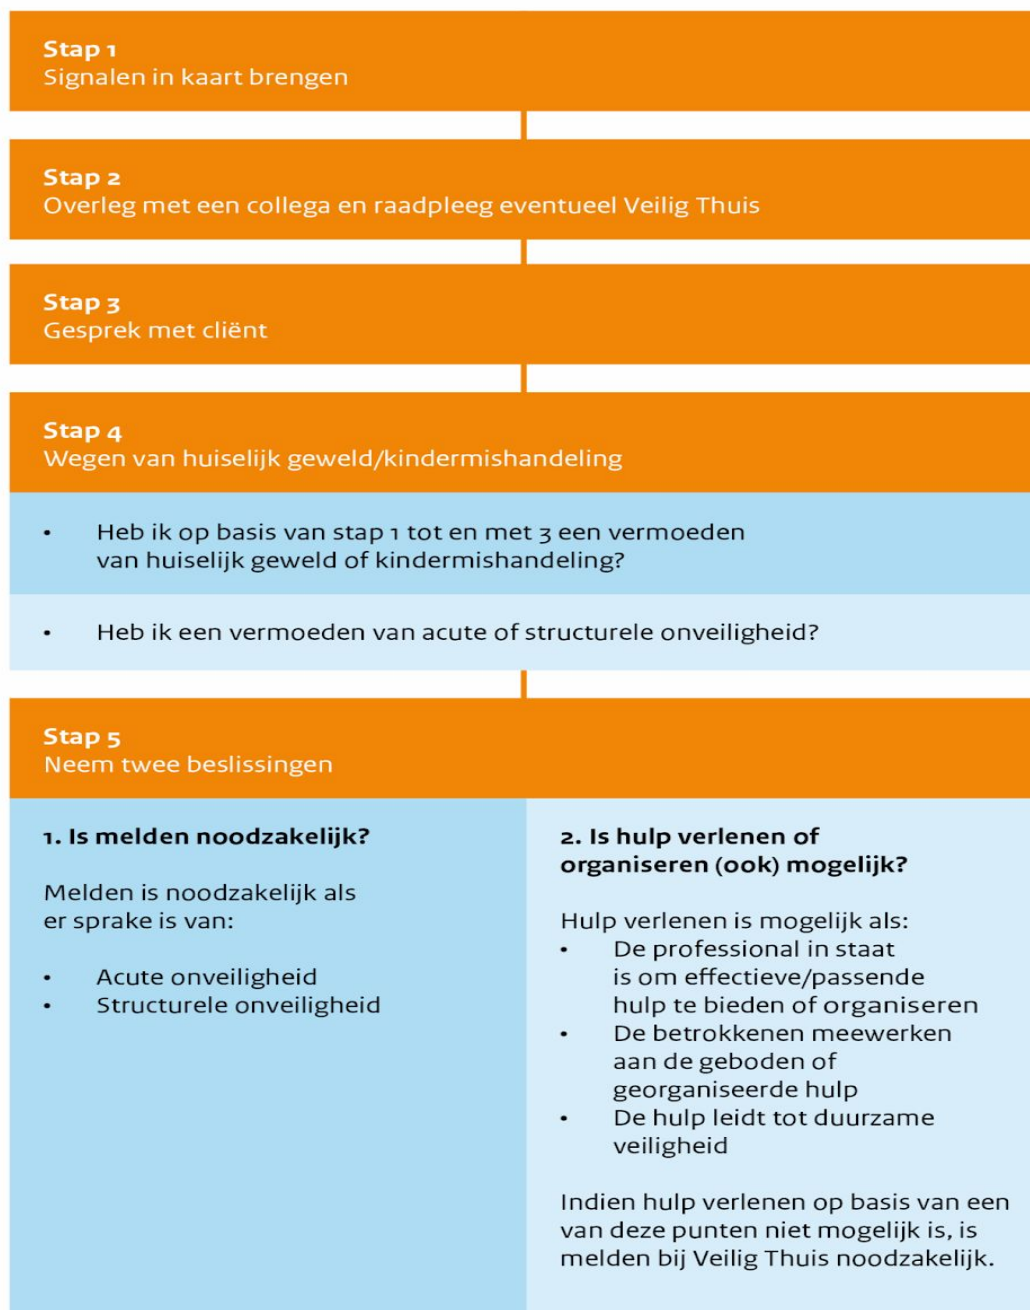 Stap 1
Signalen in kaart brengen
Stap 2
Overleg met een collega en raadpleeg eventueel Veilig Thuis
Stap 3
Gesprek met cliënt
Stap 4
Wegen van huiselijk geweld/kindermishandeling
• Heb ik op basis van stap 1 tot en met 3 een vermoeden
van huiselijk geweld of kindermishandeling?
• Heb ik een vermoeden van acute of structurele onveiligheid?
Stap 5
Neem twee beslissingen
1. Is melden noodzakelijk?
Melden is noodzakelijk als
er sprake is van:
• Acute onveiligheid
• Structurele onveiligheid
2. Is hulp verlenen of
organiseren (ook) mogelijk?
Hulp verlenen is mogelijk als:
• De professional in staat
is om effectieve/passende
hulp te bieden of organiseren
• De betrokkenen meewerken
aan de geboden of
georganiseerde hulp
• De hulp leidt tot duurzame
veiligheid
Indien hulp verlenen op basis van een
van deze punten niet mogelijk is, is
melden bij Veilig Thuis noodzakelijk.